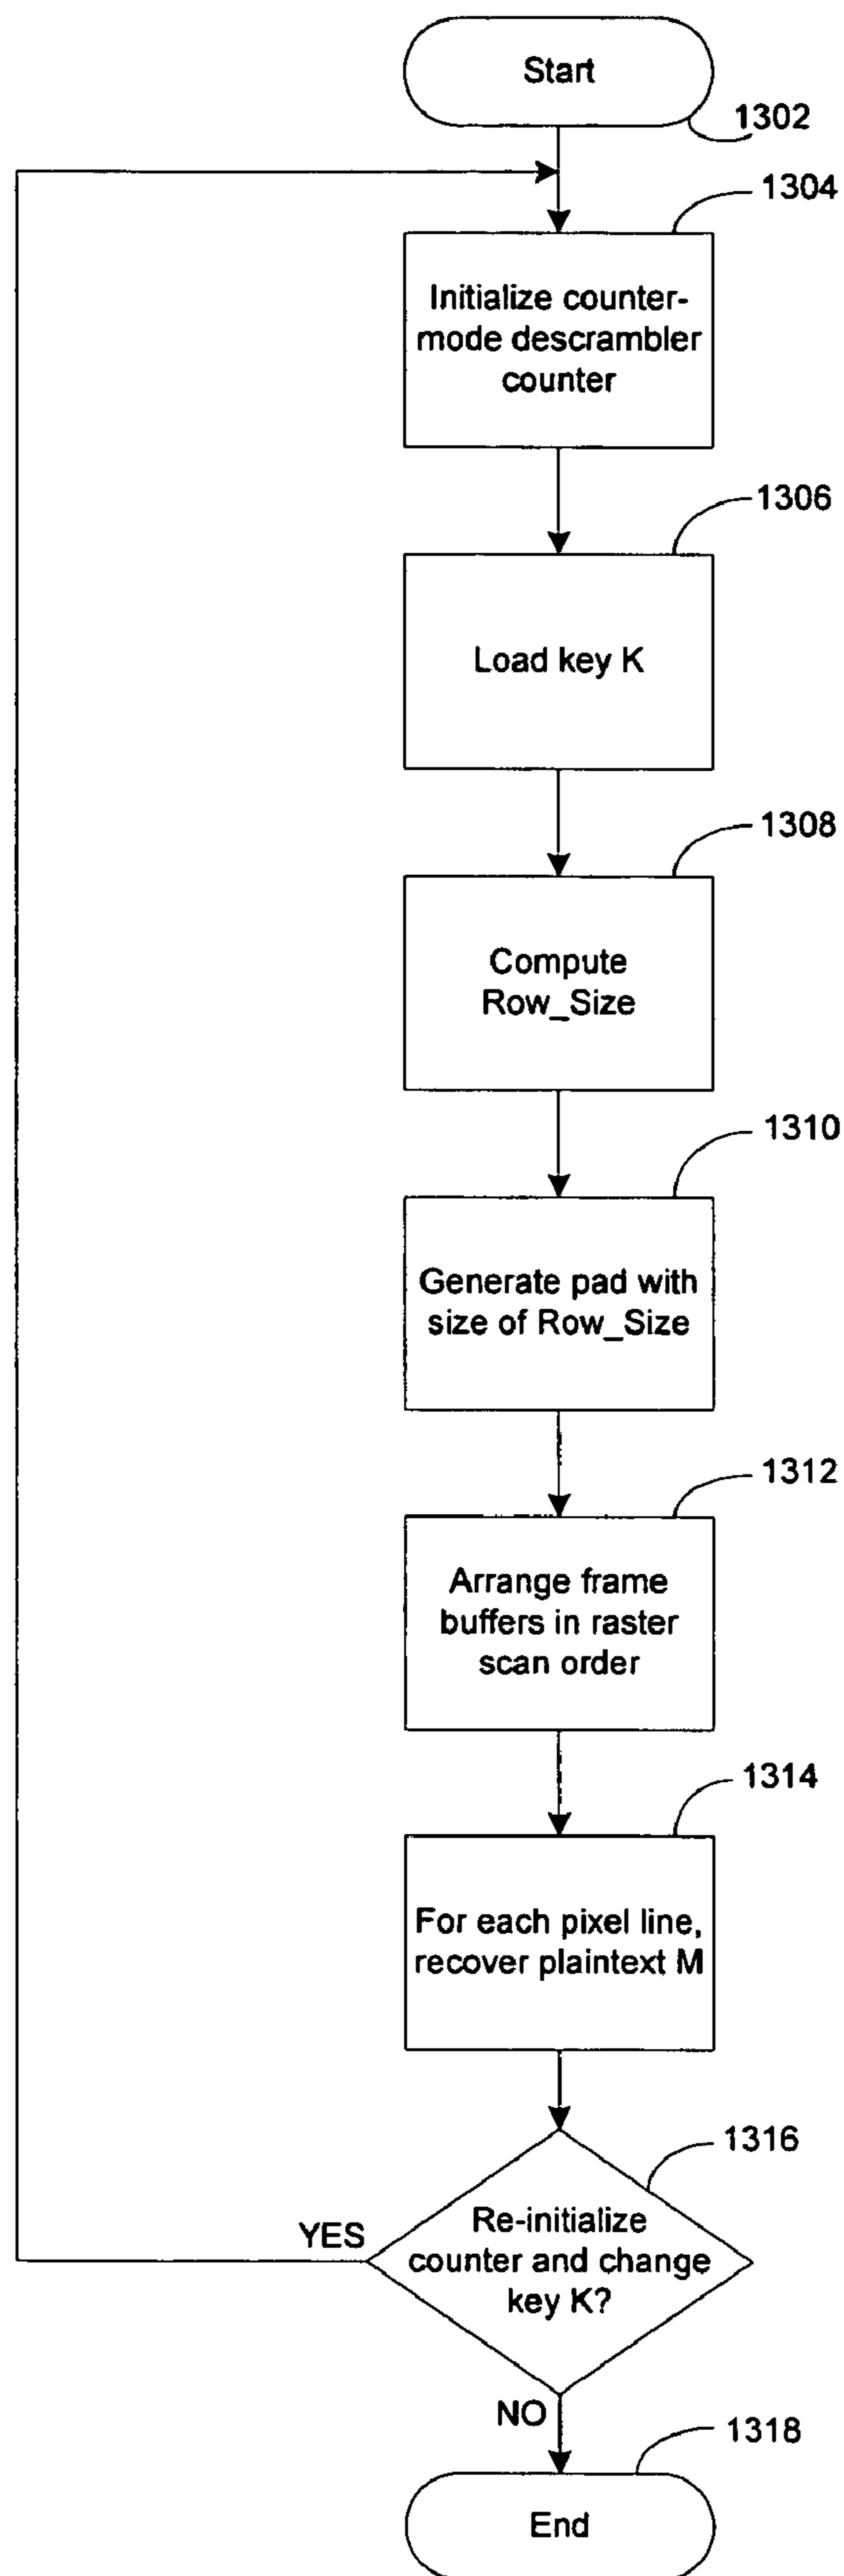 Start
1302
1304
Initialize counter-
mode descrambler
counter
1306
Load key K
1308
Compute
Row_Size
1310
Generate pad with
size of Row_Size
1312
Arrange frame
buffers in raster
scan order
1314
For each pixel line,
recover plaintext M
1316
YES
Re-initialize
counter and change
key K?
NO
1318
End